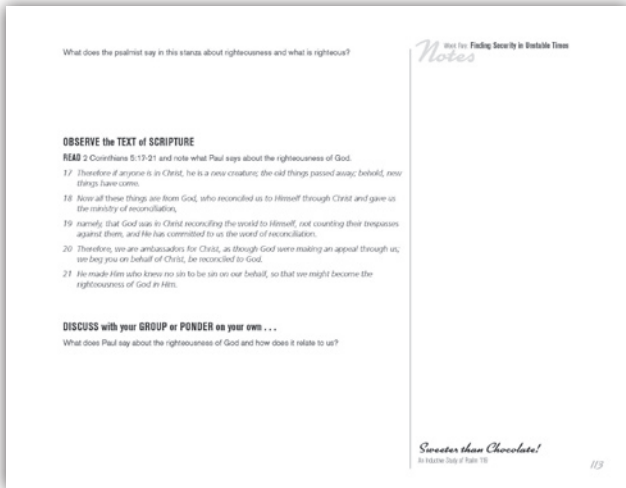 What does the psalmist say in this stanza about righteousness and what is righteous?
OBSERVE the TEXT of SCRIPTURE
READ 2 Corinthians 5:17-21 and note what Paul says about the righteousness of God.
17 Therefore if anyone is in Christ, he is a new creature; the old things passed away; behold, new
things have come.
18 Now all these things are from God, who reconciled us to Himself through Christ and gave us
the ministry of reconciliation,
19 namely, that God was in Christ reconciling the world to Himself, not counting their trespasses
against them, and He has committed to us the word of reconciliation.
20 Therefore, we are ambassadors for Christ, as though God were making an appeal through us;
we beg you on behalf of Christ, be reconciled to God.
21 He made Him who knew no sin to be sin on our behalf, so that we might become the
righteousness of God in Him.
DISCUSS with your GROUP or PONDER on your own . . .
What does Paul say about the righteousness of God and how does it relate to us?
Notes
Week Five: Finding Security in Unstable Times
Sweeter than Chocolate!
An Inductive Study of Psalm 119
113